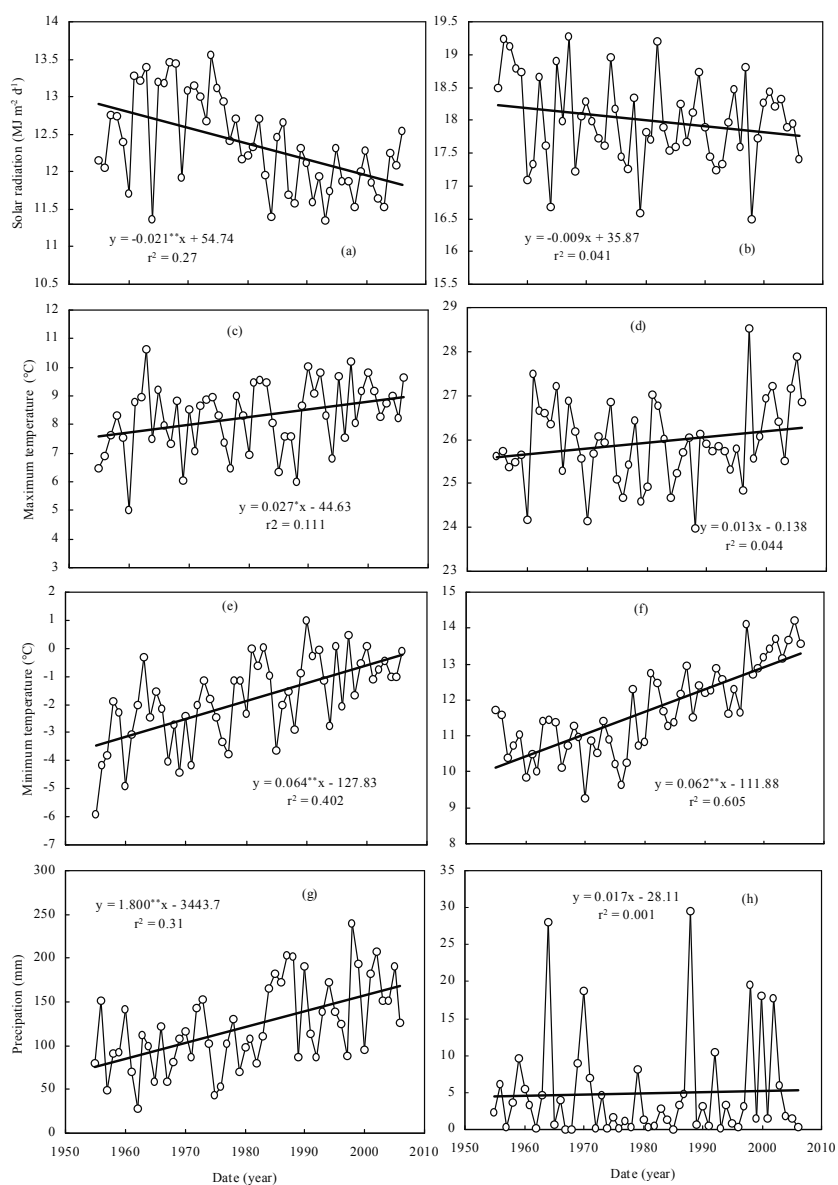 14
13.5
13
12.5
12
11.5
11
10.5
Solar radiation (MJ m⁻² d⁻¹)
y = -0.021**x + 54.74
r² = 0.27
(a)
19.5
19
18.5
18
17.5
17
16.5
16
15.5
y = -0.009x + 35.87
r² = 0.041
(b)
12
11
10
9
8
7
6
5
4
3
Maximum temperature (°C)
(c)
y = 0.027*x - 44.63
r2 = 0.111
29
28
27
26
25
24
23
(d)
y = 0.013x - 0.138
r² = 0.044
2
1
0
-1
-2
-3
-4
-5
-6
-7
Minimum temperature (°C)
(e)
y = 0.064**x - 127.83
r² = 0.402
15
14
13
12
11
10
9
8
(f)
y = 0.062**x - 111.88
r² = 0.605
300
250
200
150
100
50
0
Precipation (mm)
y = 1.800**x - 3443.7
r² = 0.31
(g)
1950 1960 1970 1980 1990 2000 2010
Date (year)
35
30
25
20
15
10
5
0
y = 0.017x - 28.11
r² = 0.001
(h)
1950 1960 1970 1980 1990 2000 2010
Date (year)